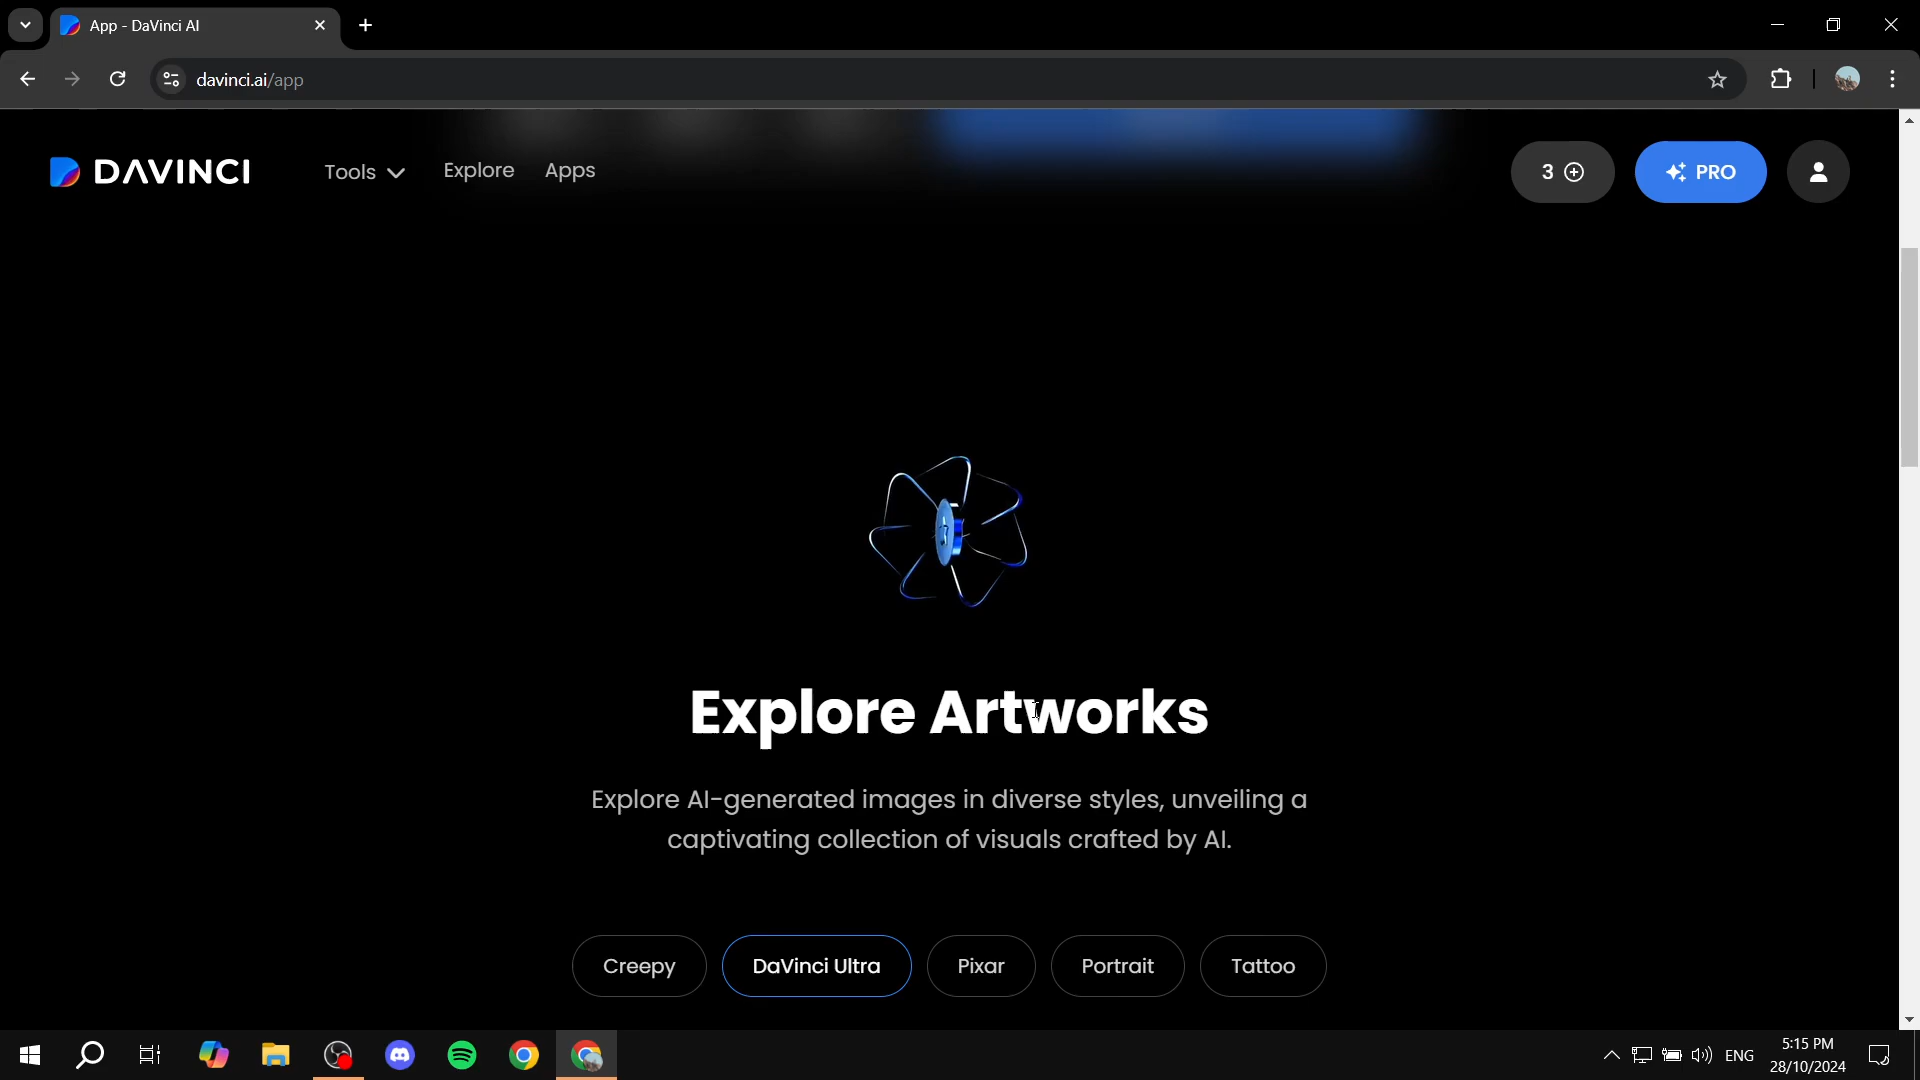 App - DaVinci AI
davinci.ai/app
DAVINCI
Tools
Explore
Apps
3
PRO
Explore Artworks
Explore AI-generated images in diverse styles, unveiling a
captivating collection of visuals crafted by AI.
Creepy
DaVinci Ultra
Pixar
Portrait
Tattoo
ENG
5:15 PM
28/10/2024